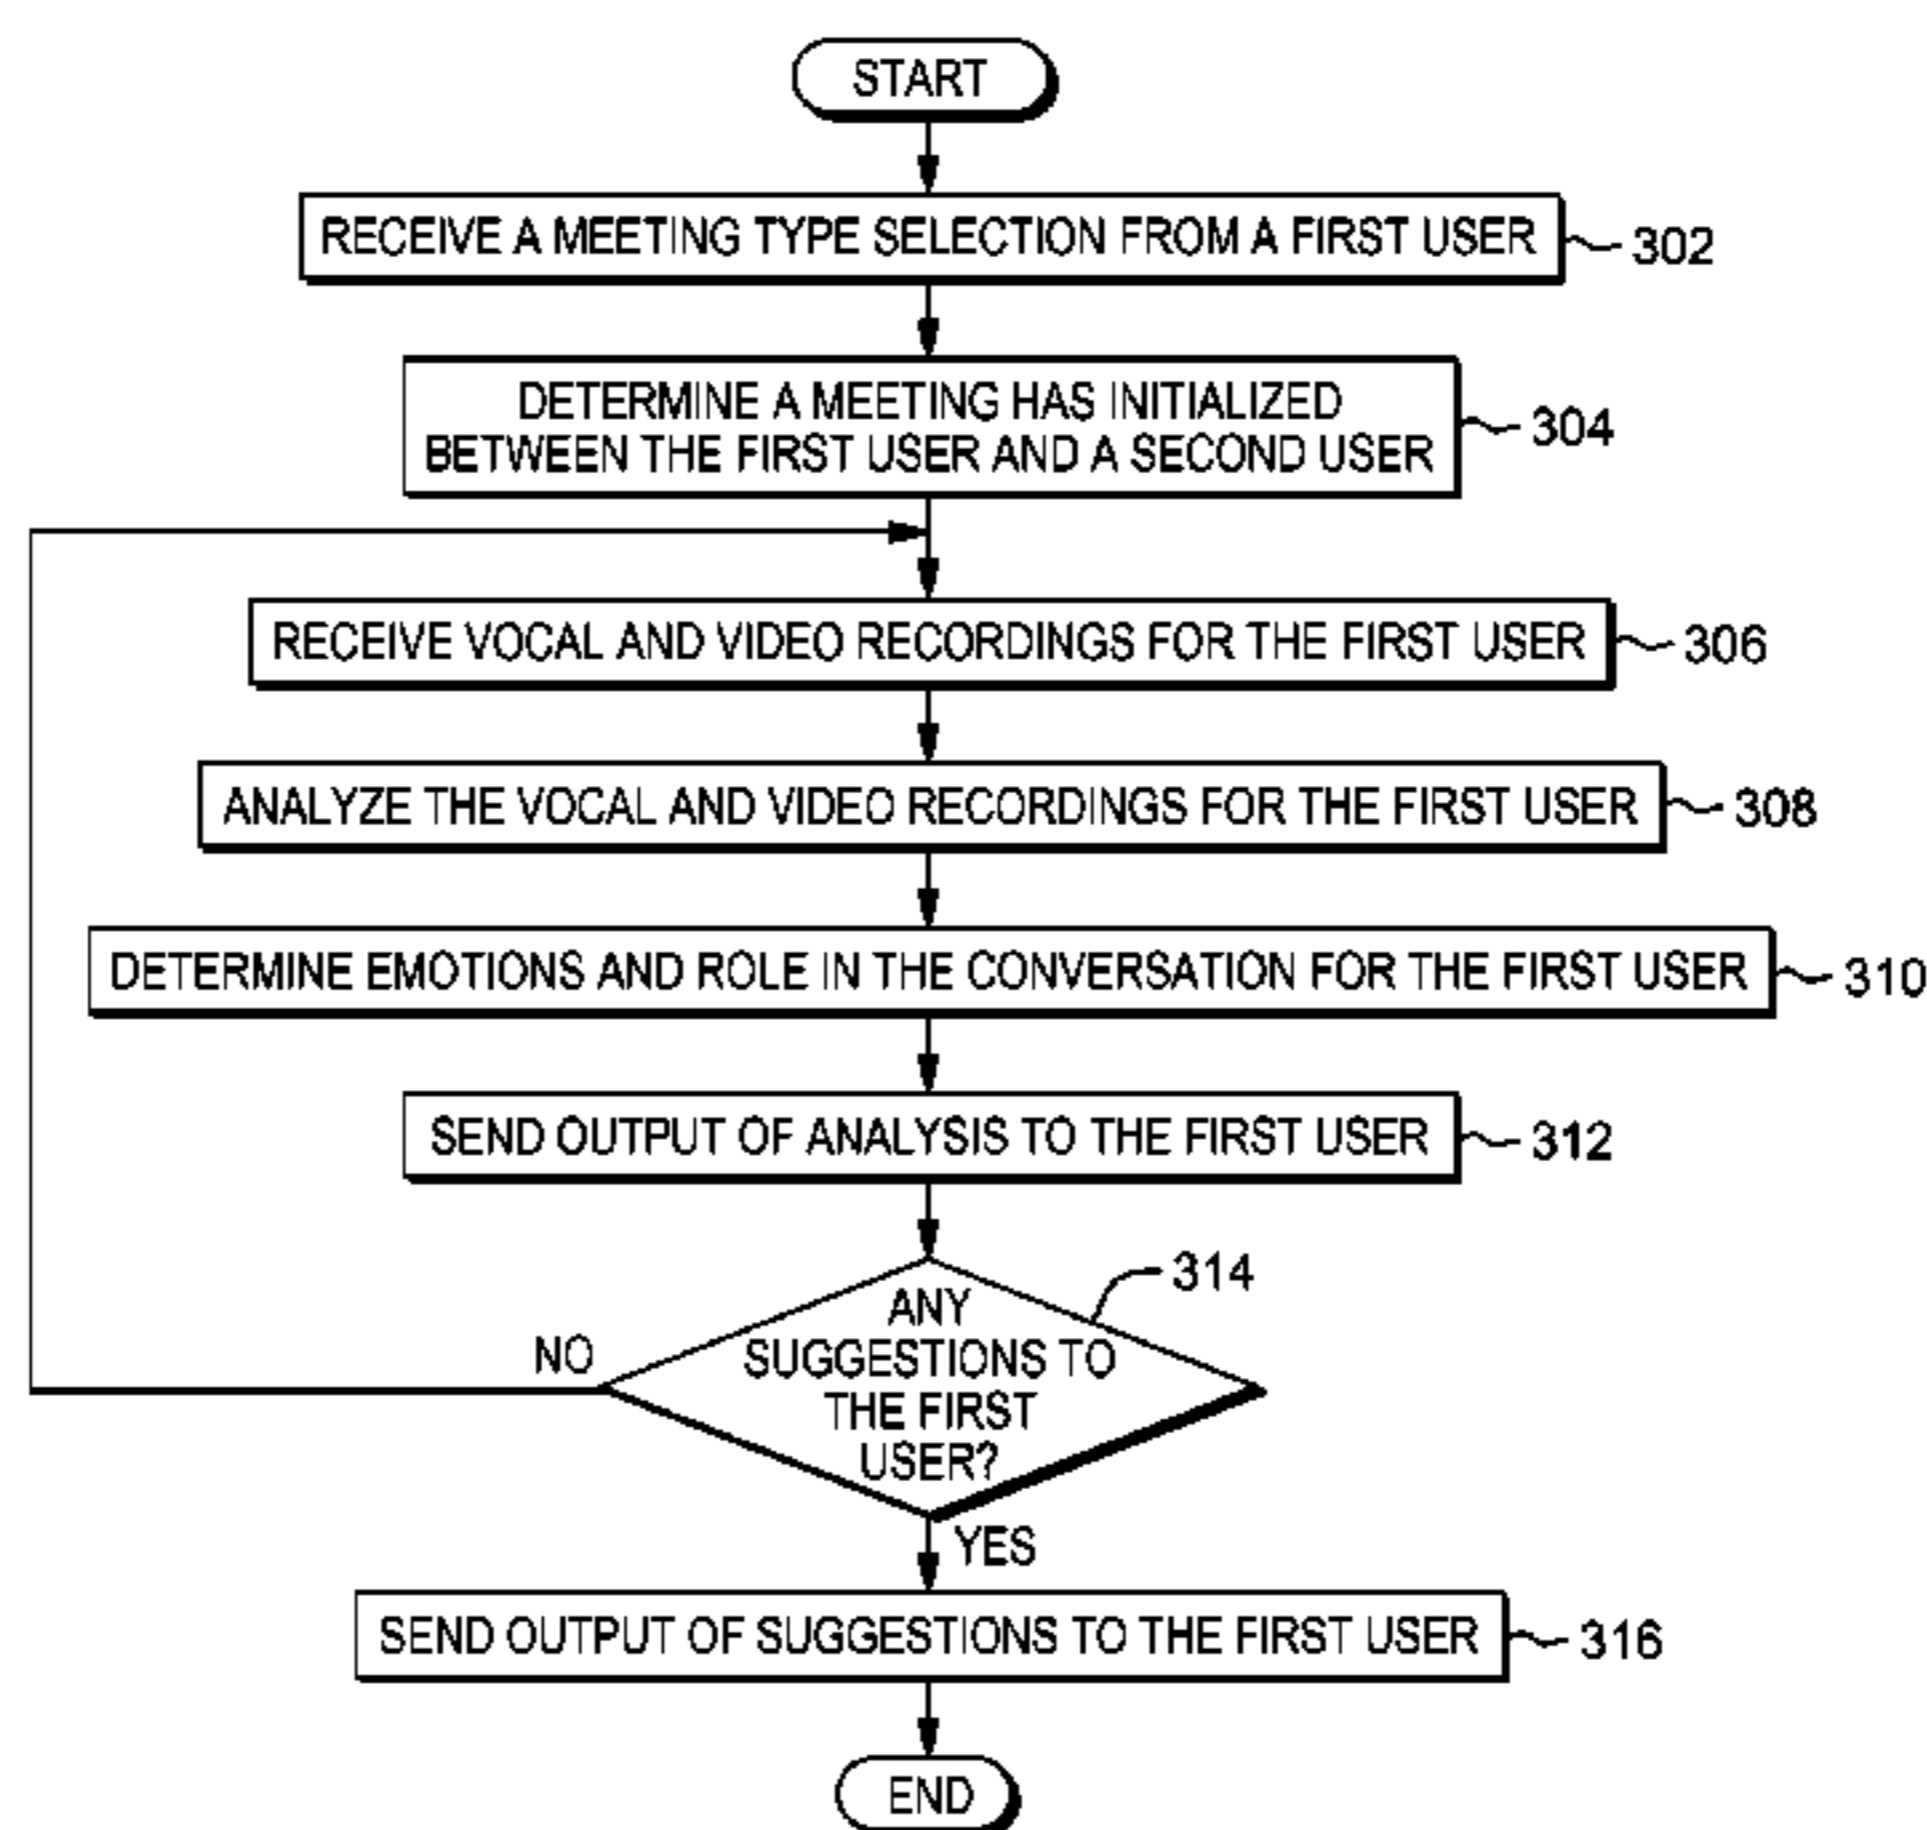 START
RECEIVE A MEETING TYPE SELECTION FROM A FIRST USER
302
DETERMINE A MEETING HAS INITIALIZED
BETWEEN THE FIRST USER AND A SECOND USER
304
RECEIVE VOCAL AND VIDEO RECORDINGS FOR THE FIRST USER
306
ANALYZE THE VOCAL AND VIDEO RECORDINGS FOR THE FIRST USER
308
DETERMINE EMOTIONS AND ROLE IN THE CONVERSATION FOR THE FIRST USER
310
SEND OUTPUT OF ANALYSIS TO THE FIRST USER
312
314
ANY
SUGGESTIONS TO
THE FIRST
USER?
NO
YES
SEND OUTPUT OF SUGGESTIONS TO THE FIRST USER
316
END